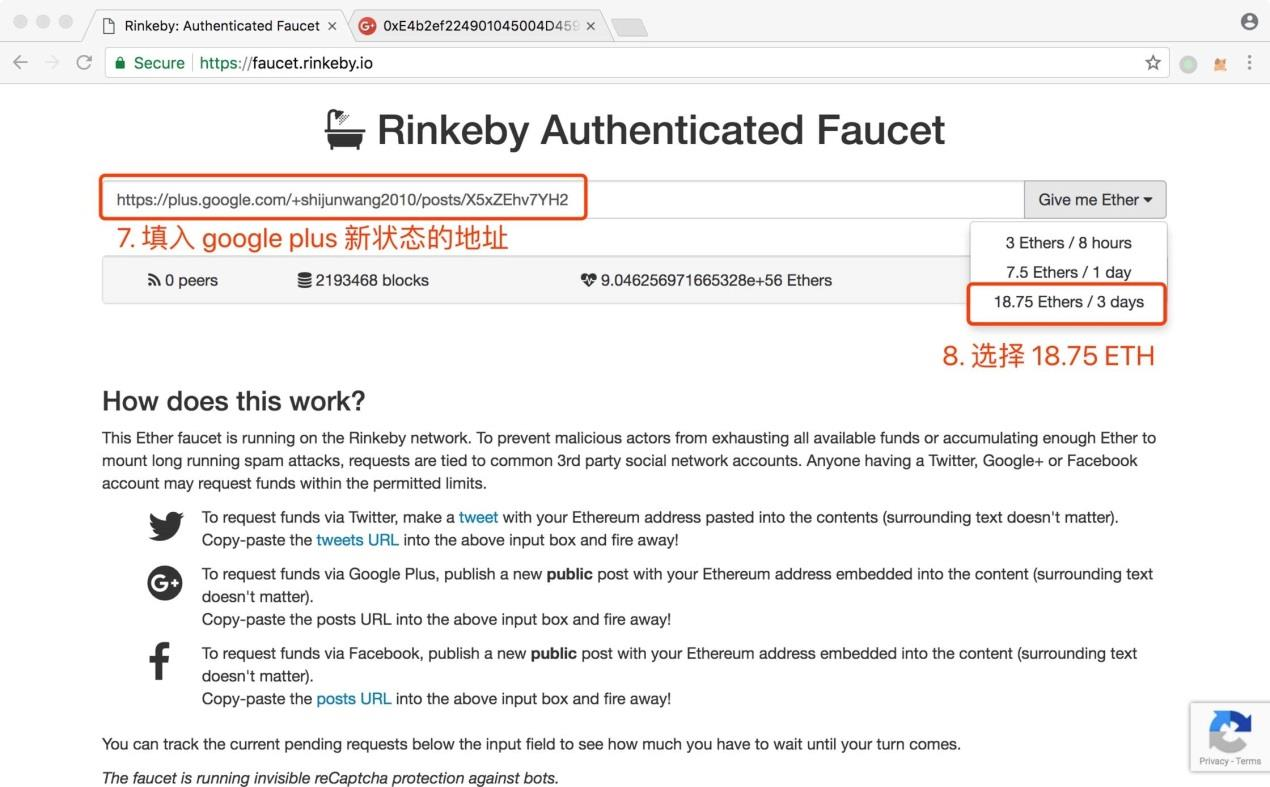 Rinkeby: Authenticated Faucet
0xE4b2ef224901045004D459
Secure https://faucet.rinkeby.io
Rinkeby Authenticated Faucet
https://plus.google.com/+shijunwang2010/posts/X5xZEhv7YH2
Give me Ether
7. 填入 google plus 新状态的地址
3 Ethers / 8 hours
7.5 Ethers / 1 day
18.75 Ethers / 3 days
0 peers
2193468 blocks
9.046256971665328e+56 Ethers
8. 选择 18.75 ETH
How does this work?
This Ether faucet is running on the Rinkeby network. To prevent malicious actors from exhausting all available funds or accumulating enough Ether to
mount long running spam attacks, requests are tied to common 3rd party social network accounts. Anyone having a Twitter, Google+ or Facebook
account may request funds within the permitted limits.
To request funds via Twitter, make a tweet with your Ethereum address pasted into the contents (surrounding text doesn't matter).
Copy-paste the tweets URL into the above input box and fire away!
G+
To request funds via Google Plus, publish a new public post with your Ethereum address embedded into the content (surrounding text
doesn't matter).
Copy-paste the posts URL into the above input box and fire away!
To request funds via Facebook, publish a new public post with your Ethereum address embedded into the content (surrounding text
doesn't matter).
Copy-paste the posts URL into the above input box and fire away!
You can track the current pending requests below the input field to see how much you have to wait until your turn comes.
The faucet is running invisible reCaptcha protection against bots.
Privacy - Terms